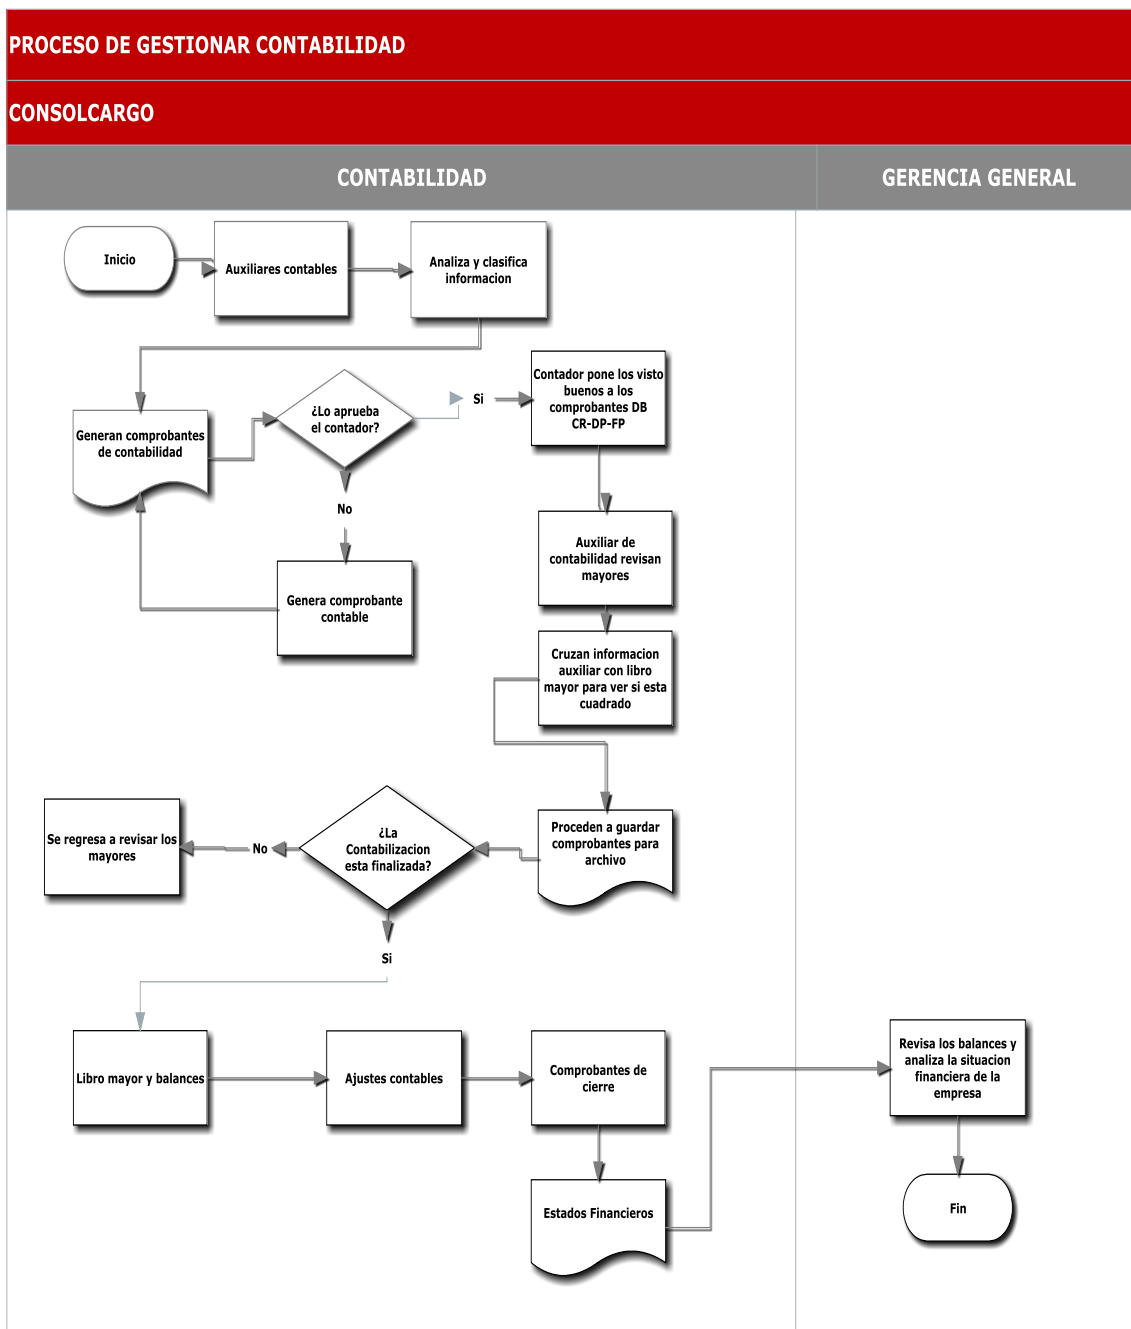 PROCESO DE GESTIONAR CONTABILIDAD
CONSOLCARGO
CONTABILIDAD
GERENCIA GENERAL
Inicio
Auxiliares contables
Analiza y clasifica
informacion
Generan comprobantes
de contabilidad
¿Lo aprueba
el contador?
Si
Contador pone los visto
buenos a los
comprobantes DB
CR-DP-FP
No
Genera comprobante
contable
Auxiliar de
contabilidad revisan
mayores
Cruzan informacion
auxiliar con libro
mayor para ver si esta
cuadrado
Proceden a guardar
comprobantes para
archivo
¿La
Contabilizacion
esta finalizada?
No
Se regresa a revisar los
mayores
Si
Libro mayor y balances
Ajustes contables
Comprobantes de
cierre
Estados Financieros
Revisa los balances y
analiza la situacion
financiera de la
empresa
Fin